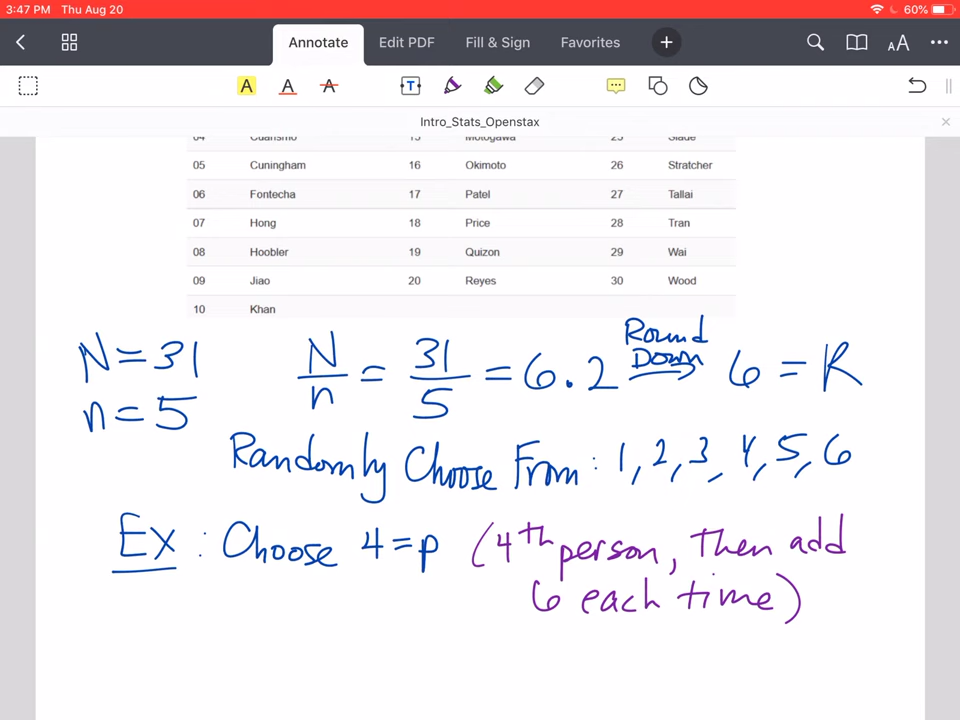 3:47 PM Thu Aug 20 60%
Annotate Edit PDF Fill & Sign Favorites
AA
A A A T
Intro_Stats_Openstax
05 Cuningham 16 Okimoto 26 Stratcher
06 Fontecha 17 Patel 27 Tallai
07 Hong 18 Price 28 Tran
08 Hoobler 19 Quizon 29 Wai
09 Jiao 20 Reyes 30 Wood
10 Khan
N=31 N/n = 31/5 = 6.2 Round Down 6 = R
n=5
Randomly Choose From: 1, 2, 3, 4, 5, 6
Ex: Choose 4=p (4th person, then add
6 each time)